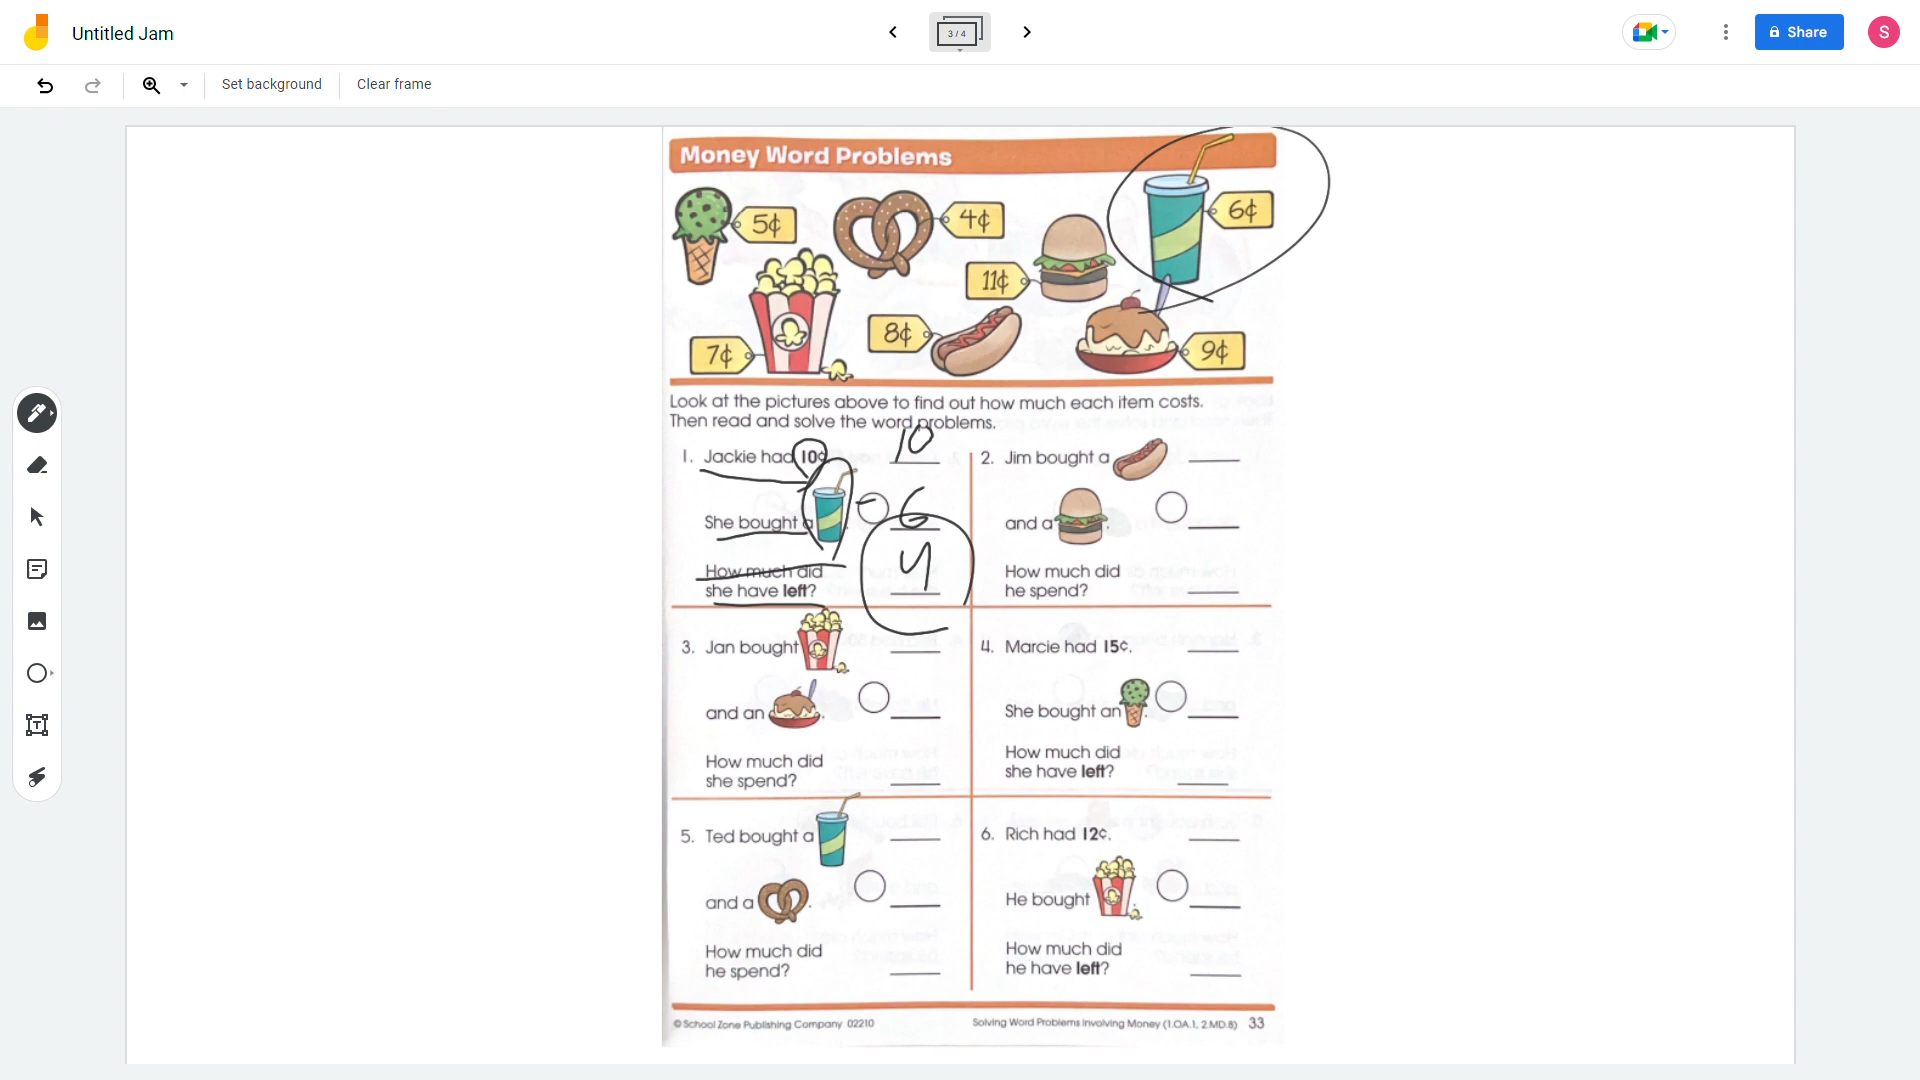 Untitled Jam
3 / 4
Share
S
Set background
Clear frame
Money Word Problems
5¢
4¢
6¢
11¢
8¢
7¢
9¢
Look at the pictures above to find out how much each item costs.
Then read and solve the word problems.
1. Jackie had 10¢.
10
She bought a
.
- 6
How much did
she have left?
4
2. Jim bought a
and a
.
How much did
he spend?
3. Jan bought
and an
.
How much did
she spend?
4. Marcie had 15¢.
She bought an
.
How much did
she have left?
5. Ted bought a
and a
.
How much did
he spend?
6. Rich had 12¢.
He bought
.
How much did
he have left?
© School Zone Publishing Company 02210
Solving Word Problems Involving Money (1.OA.1, 2.MD.8) 33